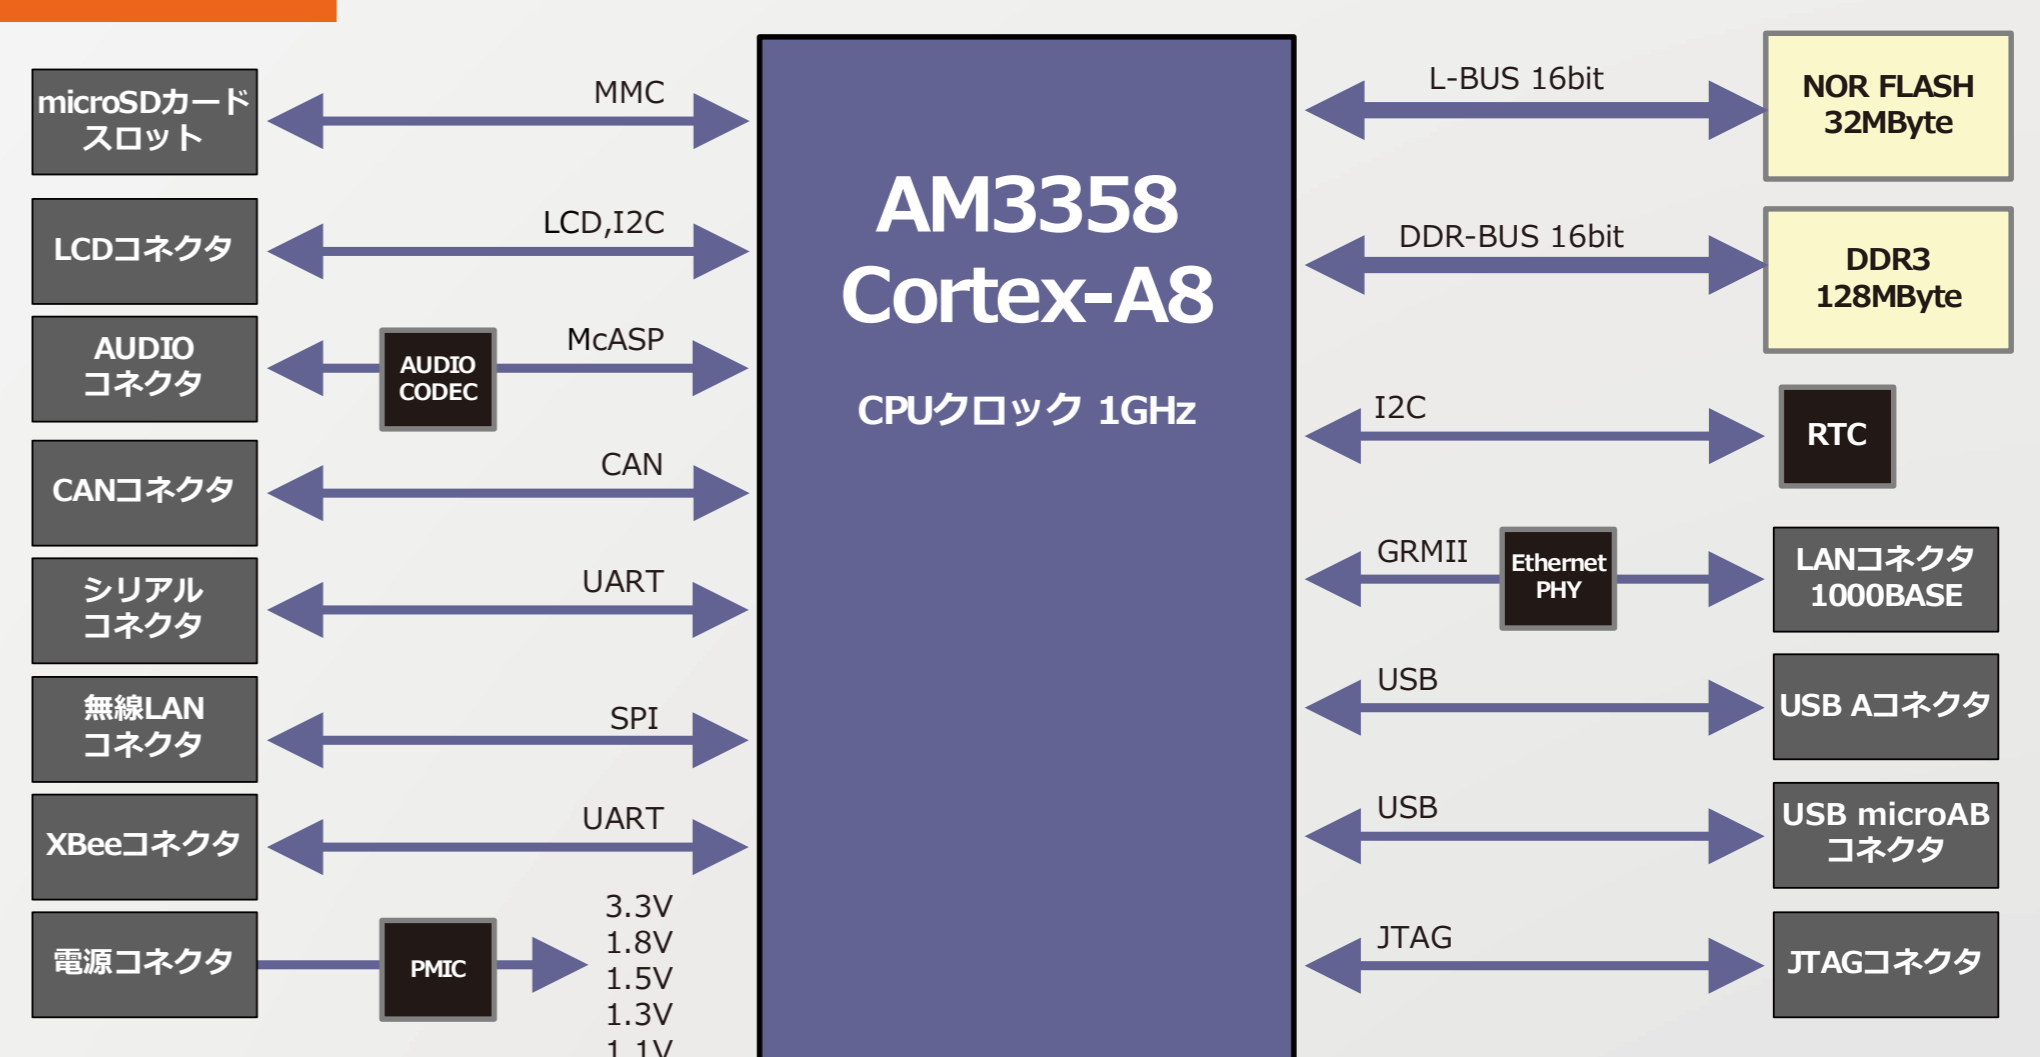 microSDカード
スロット
MMC
LCDコネクタ
LCD,I2C
AUDIO
コネクタ
AUDIO
CODEC
McASP
CANコネクタ
CAN
シリアル
コネクタ
UART
無線LAN
コネクタ
SPI
XBeeコネクタ
UART
電源コネクタ
PMIC
3.3V
1.8V
1.5V
1.3V
1.1V
AM3358
Cortex-A8
CPUクロック 1GHz
L-BUS 16bit
NOR FLASH
32MByte
DDR-BUS 16bit
DDR3
128MByte
I2C
RTC
GRMII
Ethernet
PHY
LANコネクタ
1000BASE
USB
USB Aコネクタ
USB
USB microAB
コネクタ
JTAG
JTAGコネクタ